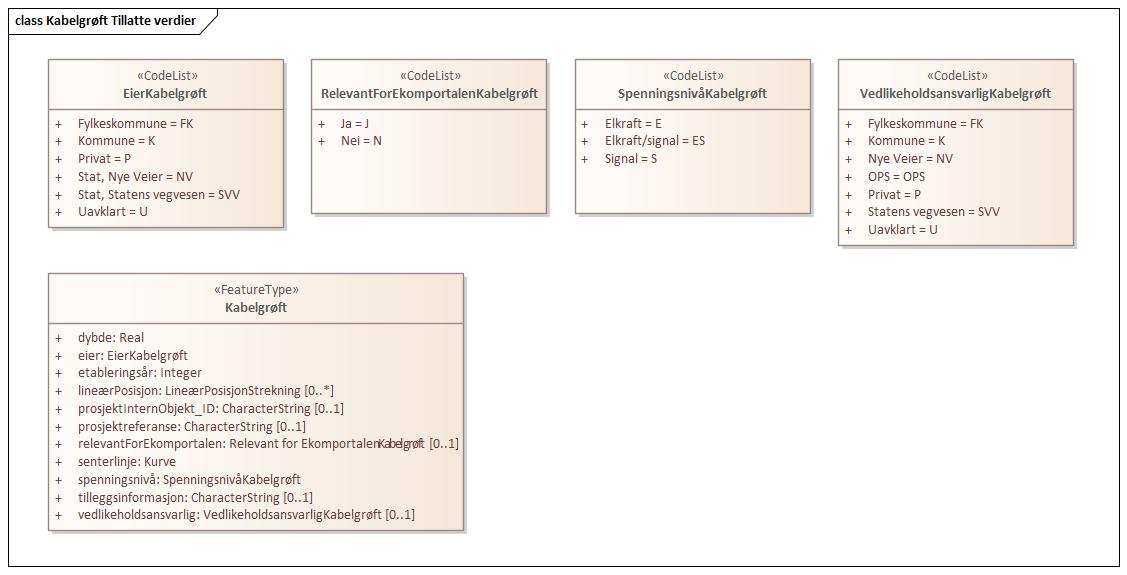 class Kabelgrøft Tillatte verdier
«CodeList»
EierKabelgrøft
+ Fylkeskommune = FK
+ Kommune = K
+ Privat = P
+ Stat, Nye Veier = NV
+ Stat, Statens vegvesen = SVV
+ Uavklart = U
«CodeList»
RelevantForEkomportalenKabelgrøft
+ Ja = J
+ Nei = N
«CodeList»
SpenningsnivåKabelgrøft
+ Elkraft = E
+ Elkraft/signal = ES
+ Signal = S
«CodeList»
VedlikeholdsansvarligKabelgrøft
+ Fylkeskommune = FK
+ Kommune = K
+ Nye Veier = NV
+ OPS = OPS
+ Privat = P
+ Statens vegvesen = SVV
+ Uavklart = U
«FeatureType»
Kabelgrøft
+ dybde: Real
+ eier: EierKabelgrøft
+ etableringsår: Integer
+ lineærPosisjon: LineærPosisjonStrekning [0..*]
+ prosjektInternObjekt_ID: CharacterString [0..1]
+ prosjektreferanse: CharacterString [0..1]
+ relevantForEkomportalen: Relevant for EkomportalenKabelgrøft [0..1]
+ senterlinje: Kurve
+ spenningsnivå: SpenningsnivåKabelgrøft
+ tilleggsinformasjon: CharacterString [0..1]
+ vedlikeholdsansvarlig: VedlikeholdsansvarligKabelgrøft [0..1]